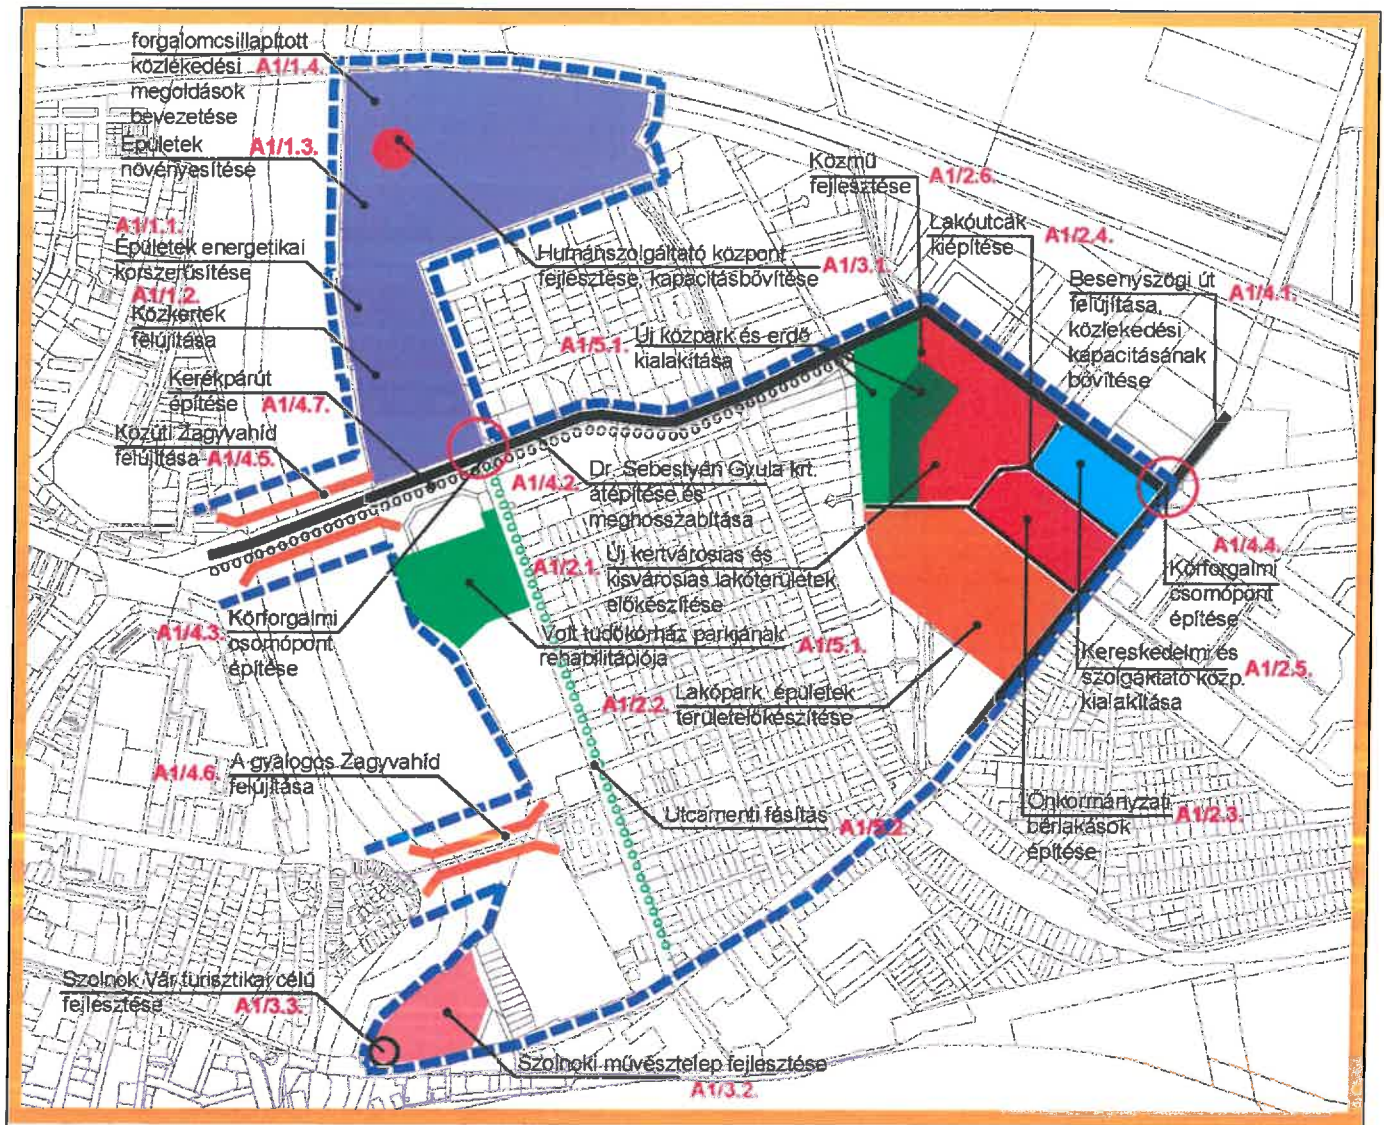 forgalomcsillapított
közlékedési A1/1.4.
megoldások
bevezetése
Épületek A1/1.3.
növényesítése
A1/1.1.
Épületek energetikai
korszerűsítése
A1/1.2.
Közkertek
felújítása
Kerékpárút
építése A1/4.7.
Közúti Zagyvahíd
felújítása A1/4.5.
Humánszolgáltató központ
fejlesztése, kapacitásbővítése A1/3.1.
Közmű
fejlesztése A1/2.6.
Lakóutcák
kiépítése A1/2.4.
Besenyszögi út A1/4.1.
felújítása,
közlekedési
kapacitásának
bővítése
A1/5.1. Új közpark és erdő
kialakítása
A1/4.2. Dr. Sebestyén Gyula krt.
átépítése és
meghosszabítása
A1/2.1. Új kertvárosias és
kisvárosias lakóterületek
előkészítése
A1/4.4.
Körforgalmi
csomópont
építése
A1/4.3. Körforgalmi
csomópont
építése
Volt tüdőkórház parkjának A1/5.1.
rehabilitációja
Kereskedelmi és
szolgáktató közp. A1/2.5.
kialakítása
A1/2.2. Lakópark épületek
területelőkészítése
A1/4.6. A gyalogos Zagyvahíd
felújítása
Utcamenti fásítás A1/5.2.
Önkormányzati A1/2.3.
bérlakások
építése
Szolnok Vár turisztikai célú
fejlesztése A1/3.3.
Szolnoki művésztelep fejlesztése
A1/3.2.